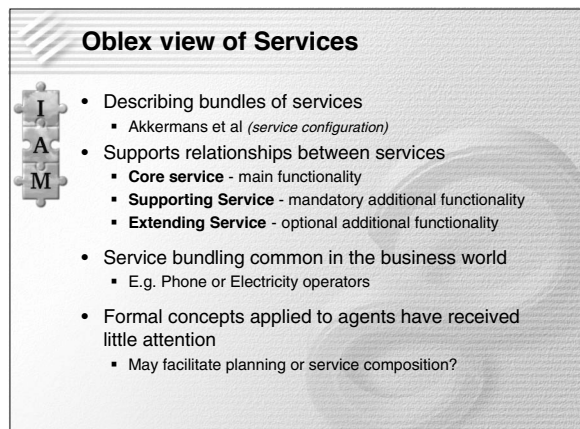 Oblex view of Services
I
A
M
• Describing bundles of services
▪ Akkermans et al (service configuration)
• Supports relationships between services
▪ Core service - main functionality
▪ Supporting Service - mandatory additional functionality
▪ Extending Service - optional additional functionality
• Service bundling common in the business world
▪ E.g. Phone or Electricity operators
• Formal concepts applied to agents have received
little attention
▪ May facilitate planning or service composition?